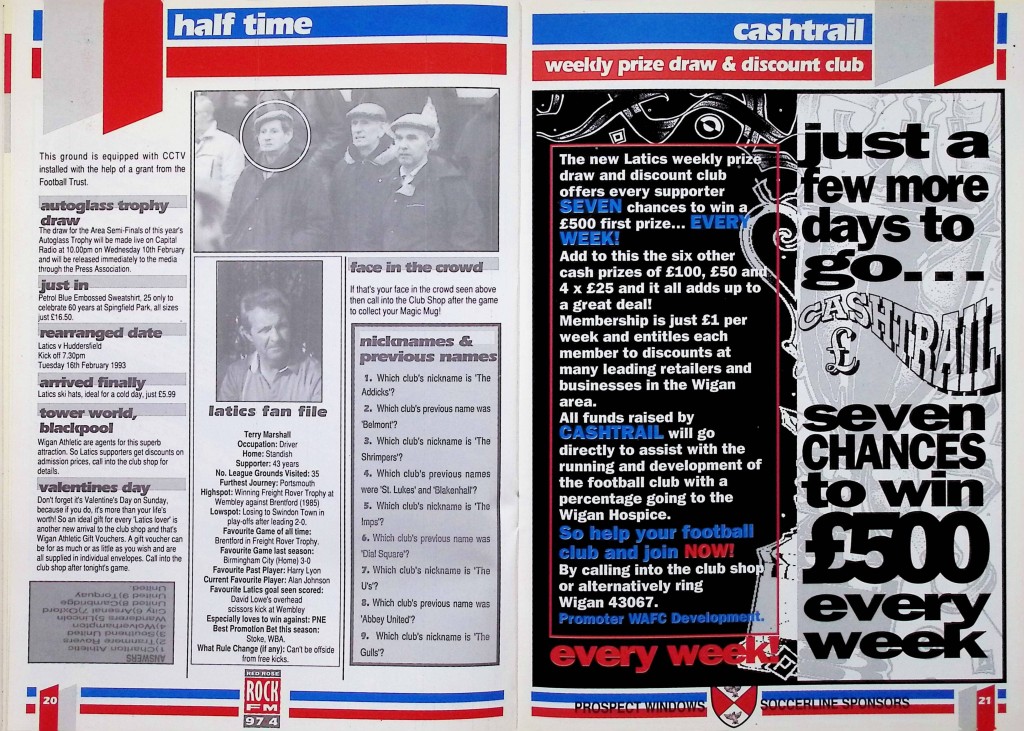 half time
This ground is equipped with CCTV
installed with the help of a grant from the
Football Trust.
autoglass trophy
draw
The draw for the Area Semi-Finals of this year's
Autoglass Trophy will be made live on Capital
Radio at 10.00pm on Wednesday 10th February
and will be released immediately to the media
through the Press Association.
just in
Petrol Blue Embossed Sweatshirt, 25 only to
celebrate 60 years at Spingfield Park, all sizes
just £16.50.
rearranged date
Latics v Huddersfield
Kick off 7.30pm
Tuesday 16th February 1993
arrived finally
Latics ski hats, ideal for a cold day, just £5.99
tower world,
blackpool
Wigan Athletic are agents for this superb
attraction. So Latics supporters get discounts on
admission prices, call into the club shop for
details.
valentines day
Don't forget it's Valentine's Day on Sunday,
because if you do, it's more than your life's
worth! So an ideal gift for every 'Latics lover' is
another new arrival to the club shop and that's
Wigan Athletic Gift Vouchers. A gift voucher can
be for as much or as little as you wish and are
all supplied in individual envelopes. Call into the
club shop after tonight's game.
ANSWERS
1)Charlton Athletic
2)Tranmere Rovers
3)Southend United
4)Wolverhampton
Wanderers 5)Lincoln
City 6)Arsenal 7)Oxford
United 8)Cambridge
United 9) Torquay
United.
latics fan file
Terry Marshall
Occupation: Driver
Home: Standish
Supporter: 43 years
No. League Grounds Visited: 35
Furthest Journey: Portsmouth
Highspot: Winning Freight Rover Trophy at
Wembley against Brentford (1985)
Lowspot: Losing to Swindon Town in
play-offs after leading 2-0.
Favourite Game of all time:
Brentford in Freight Rover Trophy.
Favourite Game last season:
Birmingham City (Home) 3-0
Favourite Past Player: Harry Lyon
Current Favourite Player: Alan Johnson
Favourite Latics goal seen scored:
David Lowe's overhead
scissors kick at Wembley
Especially loves to win against: PNE
Best Promotion Bet this season:
Stoke, WBA.
What Rule Change (if any): Can't be offside
from free kicks.
face in the crowd
If that's your face in the crowd seen above
then call into the Club Shop after the game
to collect your Magic Mug!
nicknames &
previous names
1. Which club's nickname is 'The
Addicks'?
2. Which club's previous name was
'Belmont'?
3. Which club's nickname is 'The
Shrimpers'?
4. Which club's previous names
were 'St. Lukes' and 'Blakenhall'?
5. Which club's nickname is 'The
Imps'?
6. Which club's previous name was
'Dial Square'?
7. Which club's nickname is 'The
U's'?
8. Which club's previous name was
'Abbey United'?
9. Which club's nickname is 'The
Gulls'?
20
RED ROSE
ROCK
FM
97.4
cashtrail
weekly prize draw & discount club
The new Latics weekly prize
draw and discount club
offers every supporter
SEVEN chances to win a
£500 first prize... EVERY
WEEK!
Add to this the six other
cash prizes of £100, £50 and
4 x £25 and it all adds up to
a great deal!
Membership is just £1 per
week and entitles each
member to discounts at
many leading retailers and
businesses in the Wigan
area.
All funds raised by
CASHTRAIL will go
directly to assist with the
running and development of
the football club with a
percentage going to the
Wigan Hospice.
So help your football
club and join NOW!
By calling into the club shop
or alternatively ring
Wigan 43067.
Promoter WAFC Development.
every week!
just a
few more
days to
go...
CASHTRAIL
£
seven
CHANCES
to win
£500
every
week
PROSPECT WINDOWS SOCCERLINE SPONSORS
21